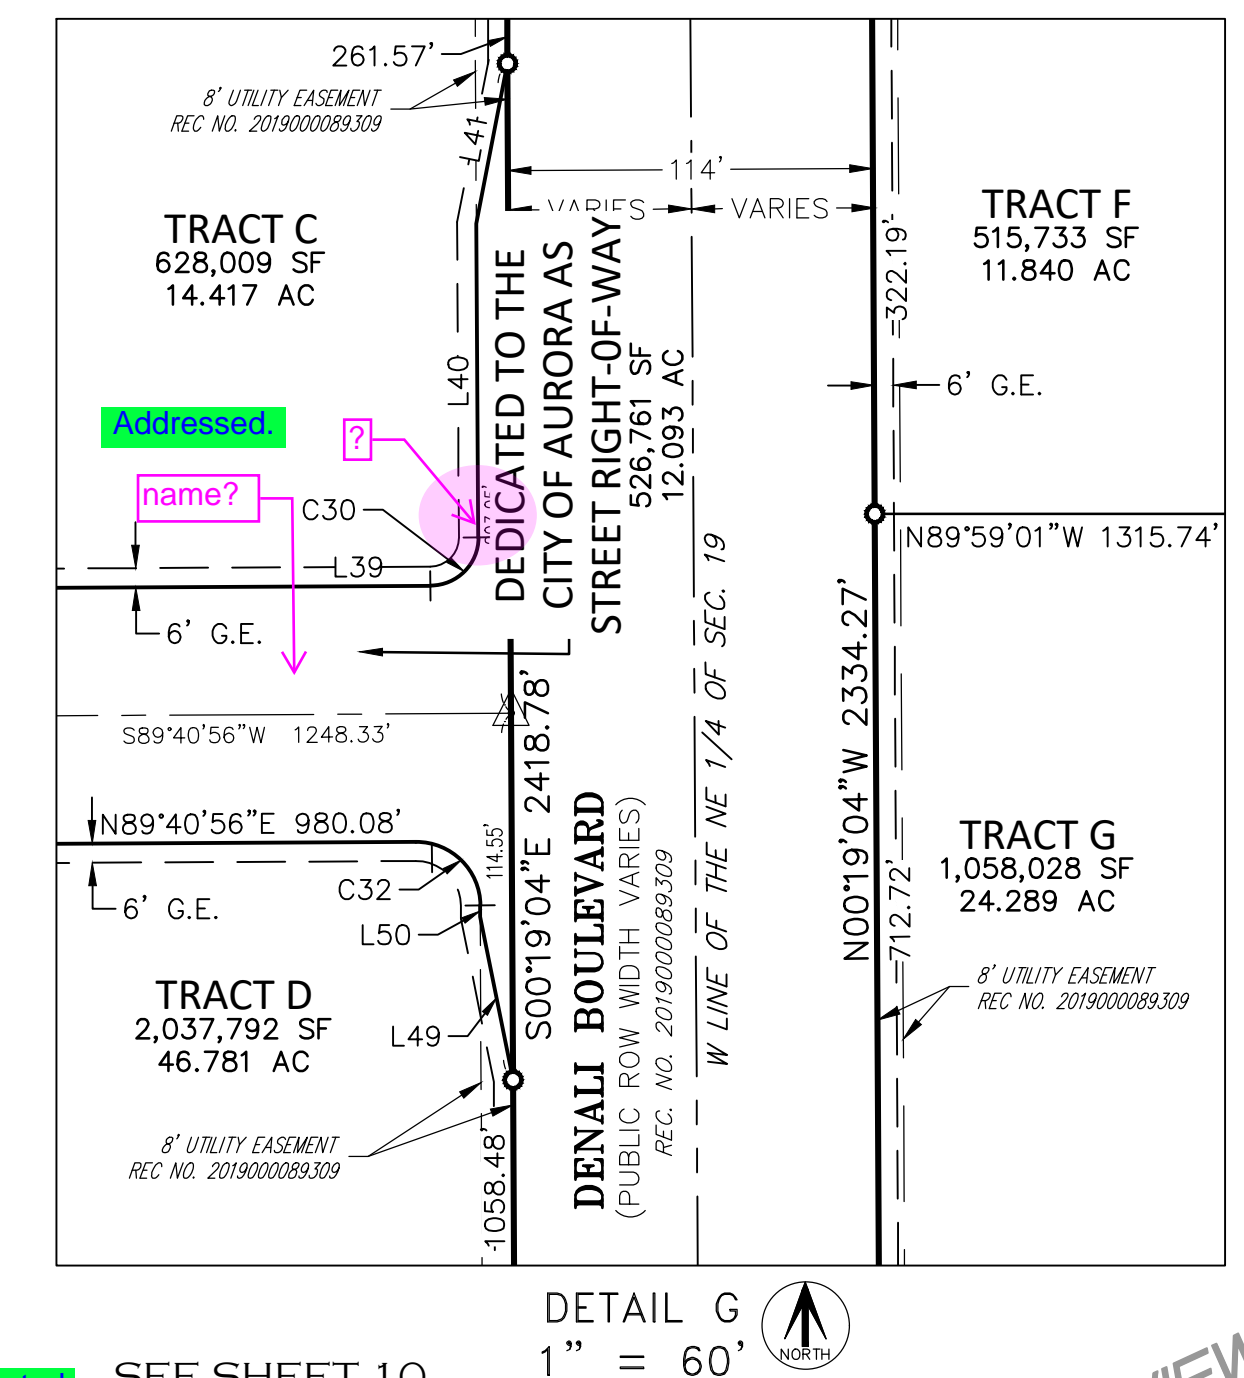 261.57'
8' UTILITY EASEMENT
REC NO. 2019000089309
L41
114'
VARIES
VARIES
TRACT C
628,009 SF
14.417 AC
TRACT F
515,733 SF
11.840 AC
322.19'
DEDICATED TO THE
CITY OF AURORA AS
STREET RIGHT-0F-WAY
526,761 SF
12.093 AC
L40
6' G.E.
Addressed.
?
name?
C30
L39
6' G.E.
N89°59'01"W 1315.74'
S89°40'56"W 1248.33'
S00°19'04"E 2418.78'
W LINE OF THE NE 1/4 OF SEC. 19
N00°19'04"W 2334.27'
N89°40'56"E 980.08'
114.55'
C32
6' G.E.
L50
TRACT G
1,058,028 SF
24.289 AC
712.72'
8' UTILITY EASEMENT
REC NO. 2019000089309
TRACT D
2,037,792 SF
46.781 AC
L49
DENALI BOULEVARD
(PUBLIC ROW WIDTH VARIES)
REC. NO. 2019000089309
8' UTILITY EASEMENT
REC NO. 2019000089309
1058.48'
DETAIL G
1" = 60'
NORTH
SEE SHEET 10